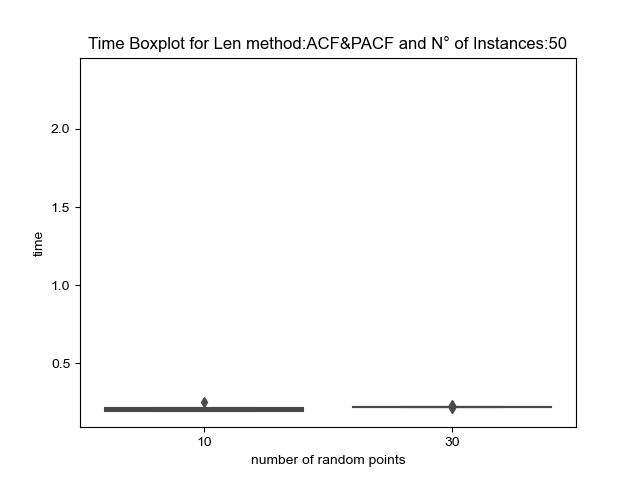 Time Boxplot for Len method:ACF&PACF and N° of Instances:50
2.0
1.5
time
1.0
0.5
10
30
number of random points